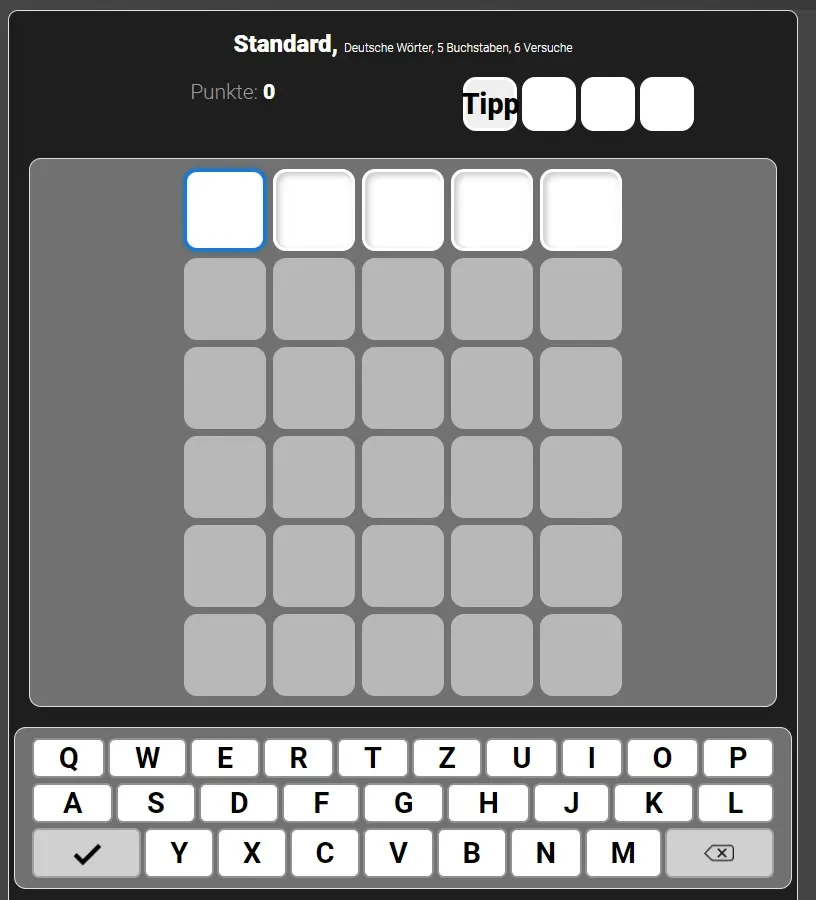 Standard, Deutsche Wörter, 5 Buchstaben, 6 Versuche
Punkte: 0
Tipp
Q W E R T Z U I O P
A S D F G H J K L
Y X C V B N M